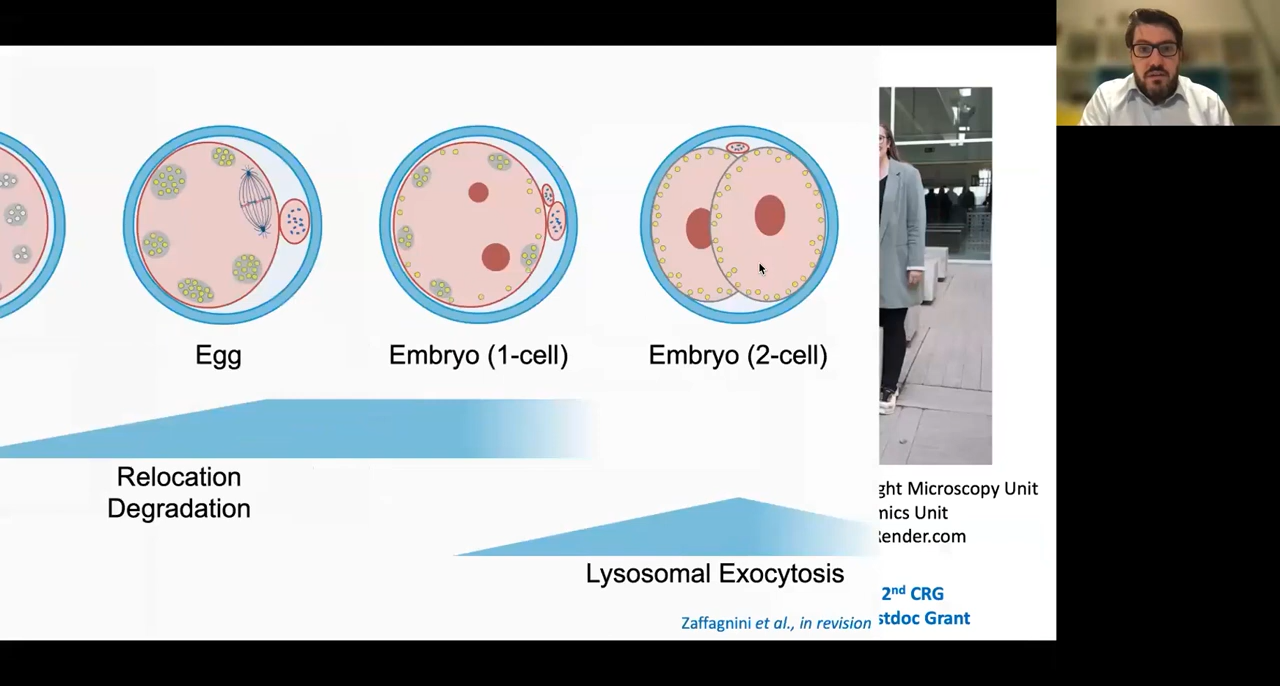 Egg
Embryo (1-cell)
Embryo (2-cell)
Relocation
Degradation
Lysosomal Exocytosis
Zaffagnini et al., in revision
ght Microscopy Unit
mics Unit
Render.com
2nd CRG
stdoc Grant